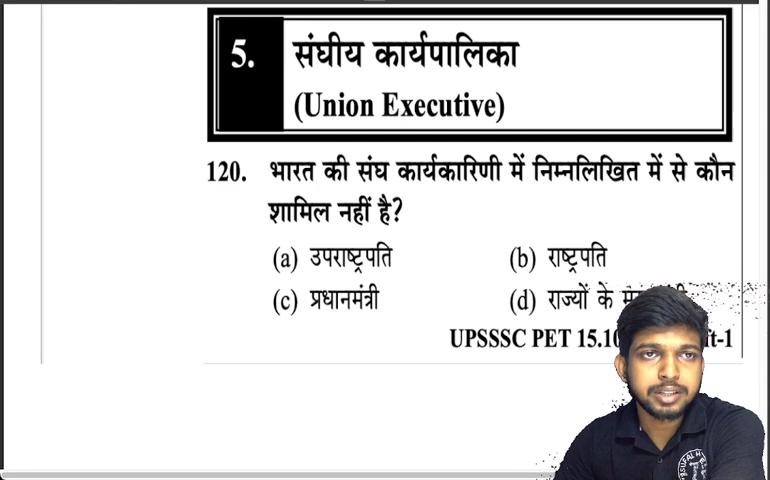 5. संघीय कार्यपालिका
(Union Executive)
120. भारत की संघ कार्यकारिणी में निम्नलिखित में से कौन
शामिल नहीं है?
(a) उपराष्ट्रपति (b) राष्ट्रपति
(c) प्रधानमंत्री (d) राज्यों के
UPSSSC PET 15.10